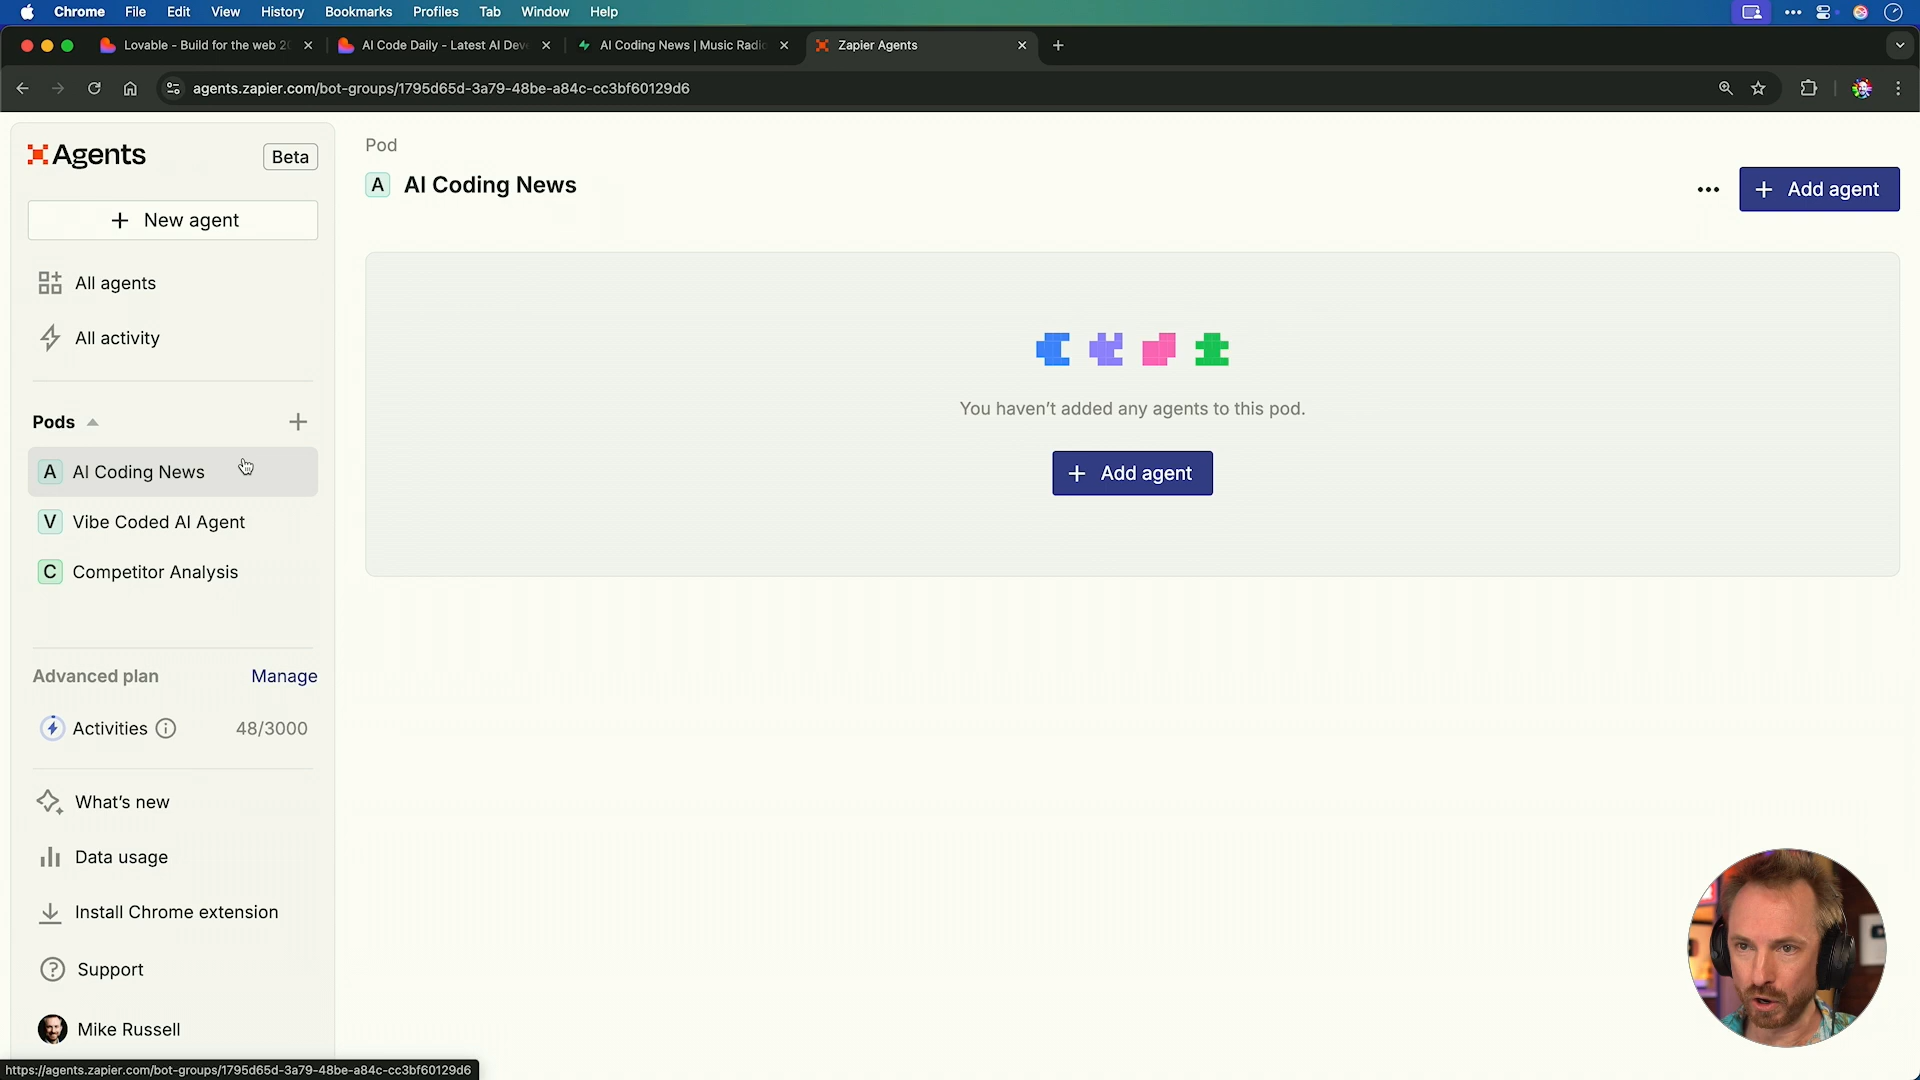 Chrome File Edit View History Bookmarks Profiles Tab Window Help
Lovable - Build for the web 2
AI Code Daily - Latest AI Dev
AI Coding News | Music Radio
Zapier Agents
agents.zapier.com/bot-groups/1795d65d-3a79-48be-a84c-cc3bf60129d6
Agents
Beta
+ New agent
All agents
All activity
Pods
A AI Coding News
V Vibe Coded AI Agent
C Competitor Analysis
Advanced plan
Manage
Activities
48/3000
What's new
Data usage
Install Chrome extension
Support
Mike Russell
https://agents.zapier.com/bot-groups/1795d65d-3a79-48be-a84c-cc3bf60129d6
Pod
A AI Coding News
+ Add agent
You haven't added any agents to this pod.
+ Add agent